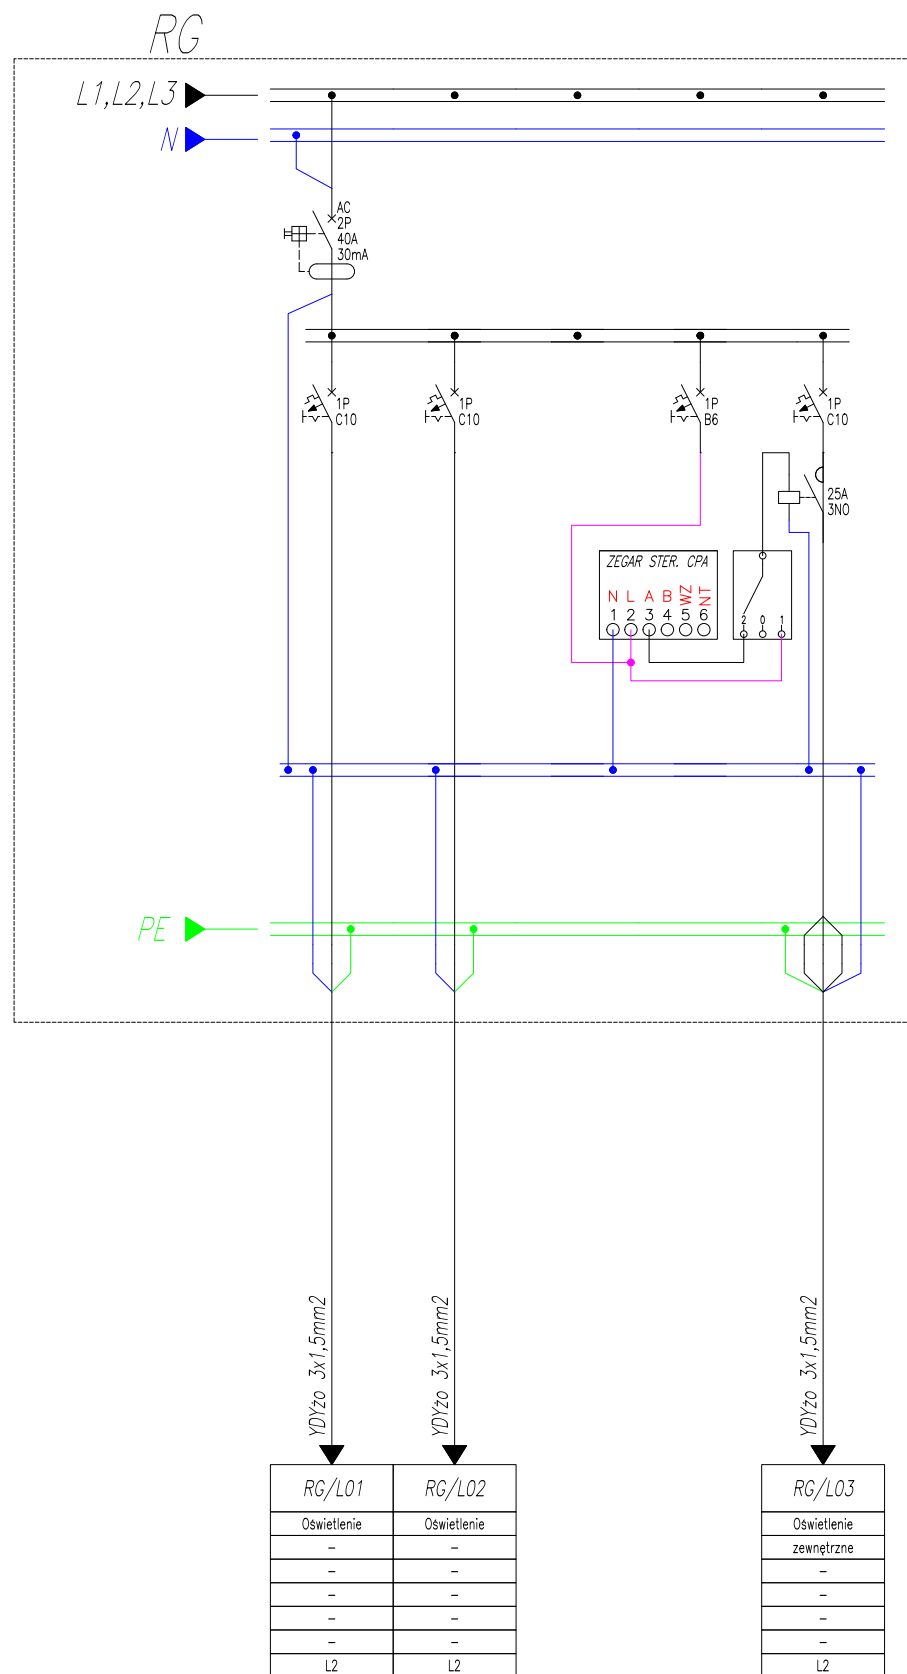 RG
L1,L2,L3
N
AC
2P
40A
30mA
1P
C10
1P
C10
1P
B6
1P
C10
25A
3NO
ZEGAR STER. CPA
N L A B WZ NT
1 2 3 4 5 6
2 0 1
PE
YDYżo 3x1,5mm2
YDYżo 3x1,5mm2
YDYżo 3x1,5mm2
RG/L01
RG/L02
RG/L03
Oświetlenie
Oświetlenie
Oświetlenie
- - zewnętrzne
- - -
- - -
- - -
- - -
L2 L2 L2